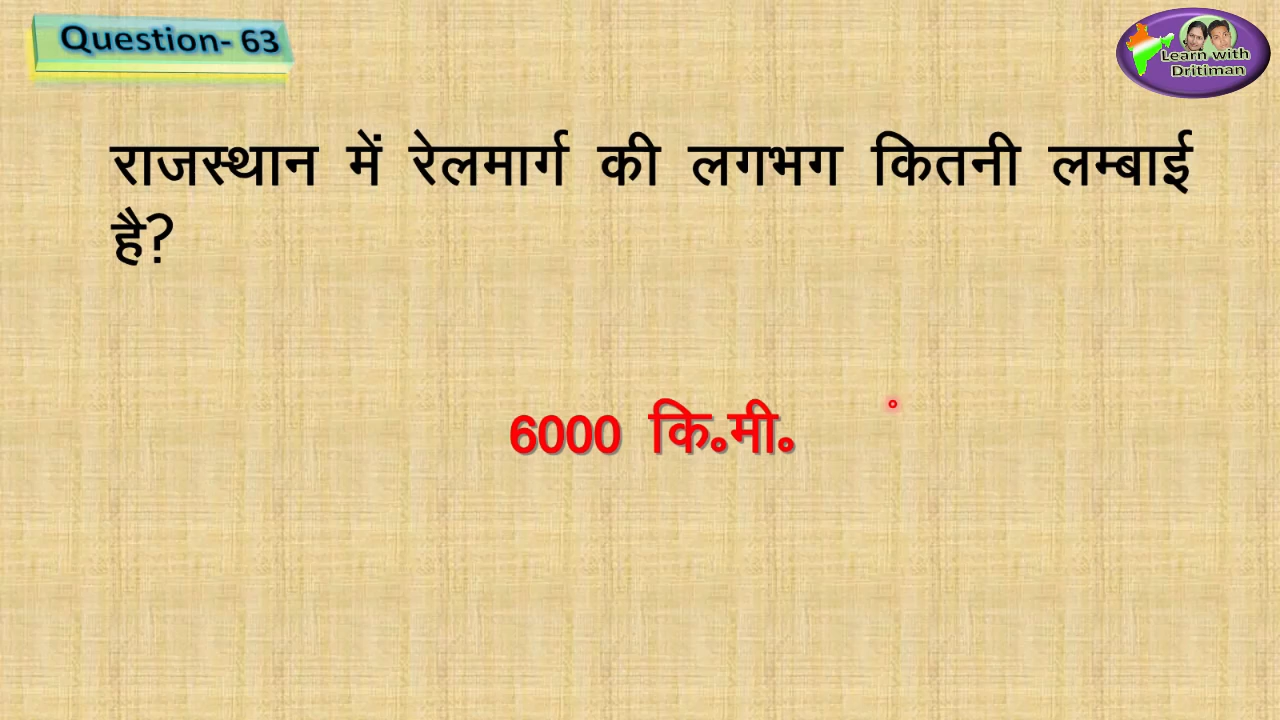 Question- 63
Learn with
Dritiman
राजस्थान में रेलमार्ग की लगभग कितनी लम्बाई
है?
6000 कि॰मी॰